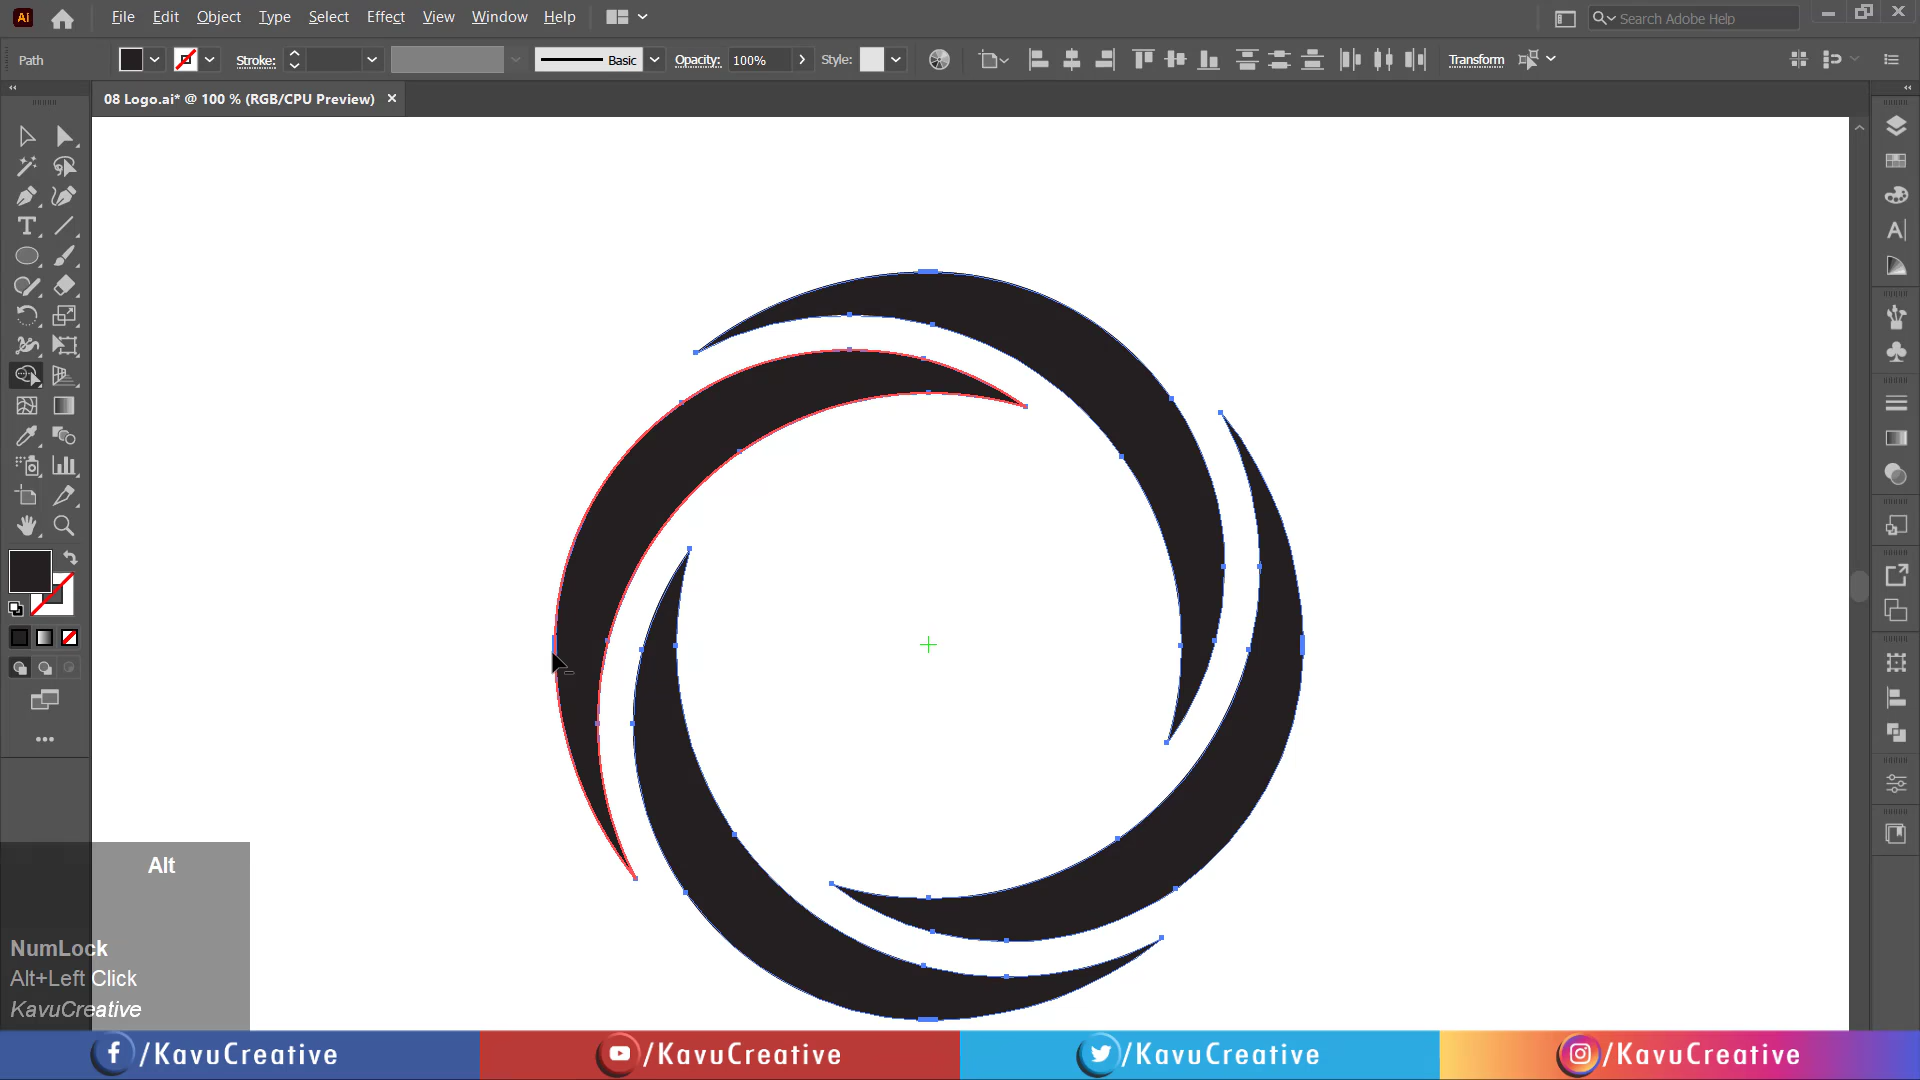 Ai File Edit Object Type Select Effect View Window Help Search Adobe Help
Path Stroke: Basic Opacity: 100% Style: Transform
08 Logo.ai* @ 100 % (RGB/CPU Preview)
Alt
NumLock
Alt+Left Click
KavuCreative
/KavuCreative /KavuCreative /KavuCreative /KavuCreative